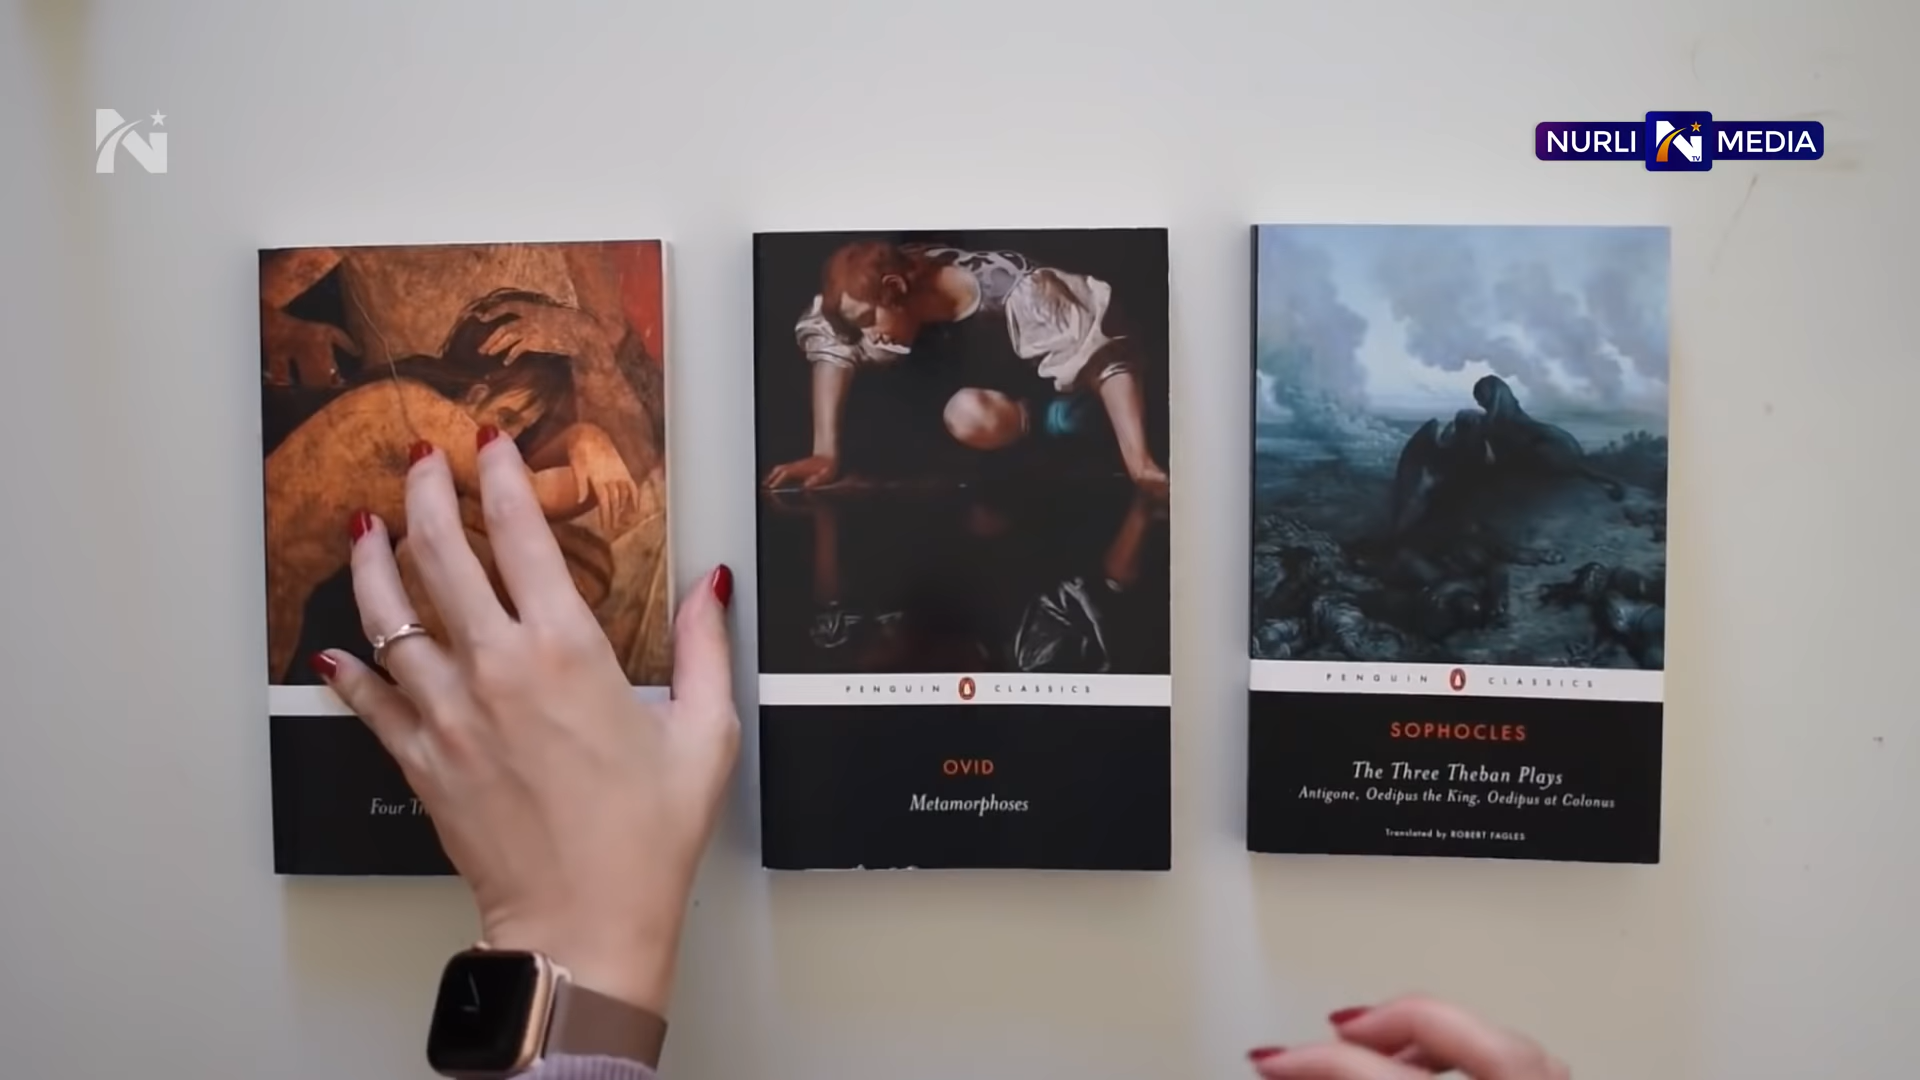 NURLI N TV MEDIA
Four
PENGUIN CLASSICS
OVID
Metamorphoses
PENGUIN CLASSICS
SOPHOCLES
The Three Theban Plays
Antigone, Oedipus the King, Oedipus at Colonus
Translated by ROBERT FAGLES